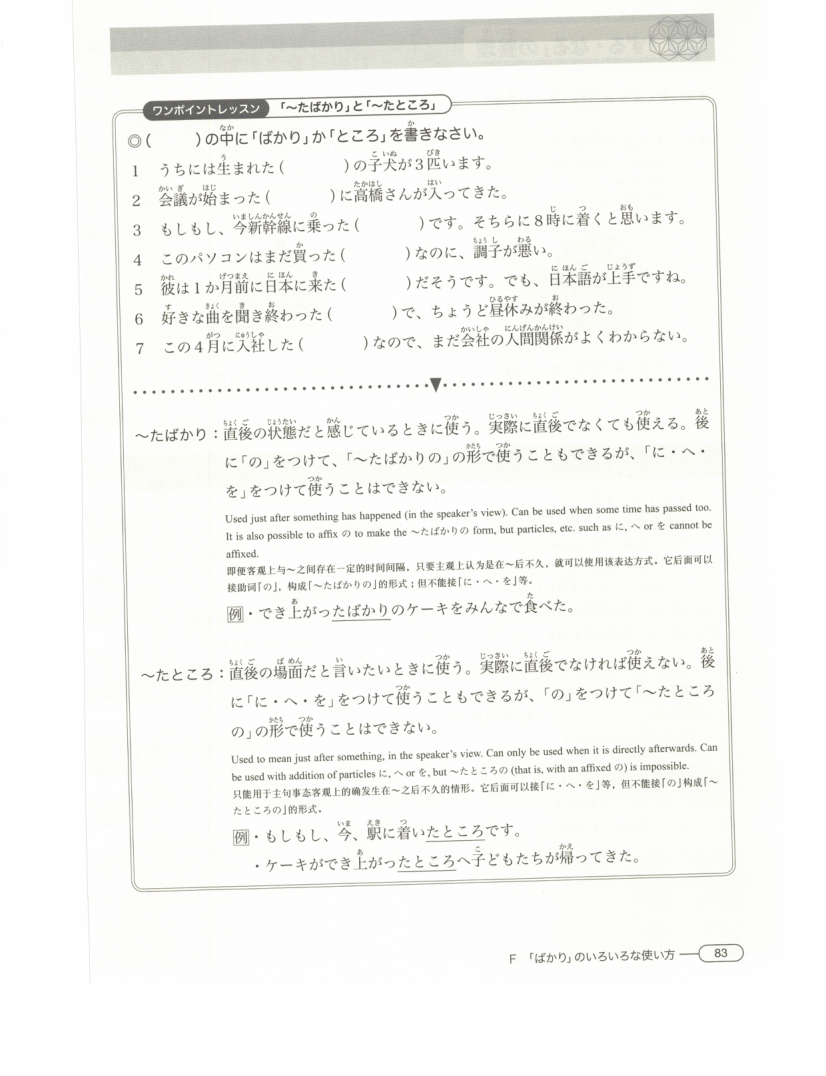 ワンポイントレッスン 「～たばかり」と「～たところ」
◎(　　　)の中に「ばかり」か「ところ」を書きなさい。
1　うちには生まれた(　　　)の子犬が3匹います。
2　会議が始まった(　　　)に高橋さんが入ってきた。
3　もしもし、今新幹線に乗った(　　　)です。そちらに8時に着くと思います。
4　このパソコンはまだ買った(　　　)なのに、調子が悪い。
5　彼は1か月前に日本に来た(　　　)だそうです。でも、日本語が上手ですね。
6　好きな曲を聞き終わった(　　　)で、ちょうど昼休みが終わった。
7　この4月に入社した(　　　)なので、まだ会社の人間関係がよくわからない。
～たばかり：直後の状態だと感じているときに使う。実際に直後でなくても使える。後
に「の」をつけて、「～たばかりの」の形で使うこともできるが、「に・へ・
を」をつけて使うことはできない。
Used just after something has happened (in the speaker's view). Can be used when some time has passed too.
It is also possible to affix の to make the ～たばかりの form, but particles, etc. such as に, へ or を cannot be
affixed.
即便客观上与～之间存在一定的时间间隔，只要主观上认为是在～后不久，就可以使用该表达方式。它后面可以
接助词「の」，构成「～たばかりの」的形式；但不能接「に・へ・を」等。
例・でき上がったばかりのケーキをみんなで食べた。
～たところ：直後の場面だと言いたいときに使う。実際に直後でなければ使えない。後
に「に・へ・を」をつけて使うこともできるが、「の」をつけて「～たところ
の」の形で使うことはできない。
Used to mean just after something, in the speaker's view. Can only be used when it is directly afterwards. Can
be used with addition of particles に, へ or を, but ～たところの (that is, with an affixed の) is impossible.
只能用于主句事态客观上的确发生在～之后不久的情形。它后面可以接「に・へ・を」等，但不能接「の」构成「～
たところの」的形式。
例・もしもし、今、駅に着いたところです。
・ケーキができ上がったところへ子どもたちが帰ってきた。
F　「ばかり」のいろいろな使い方 83